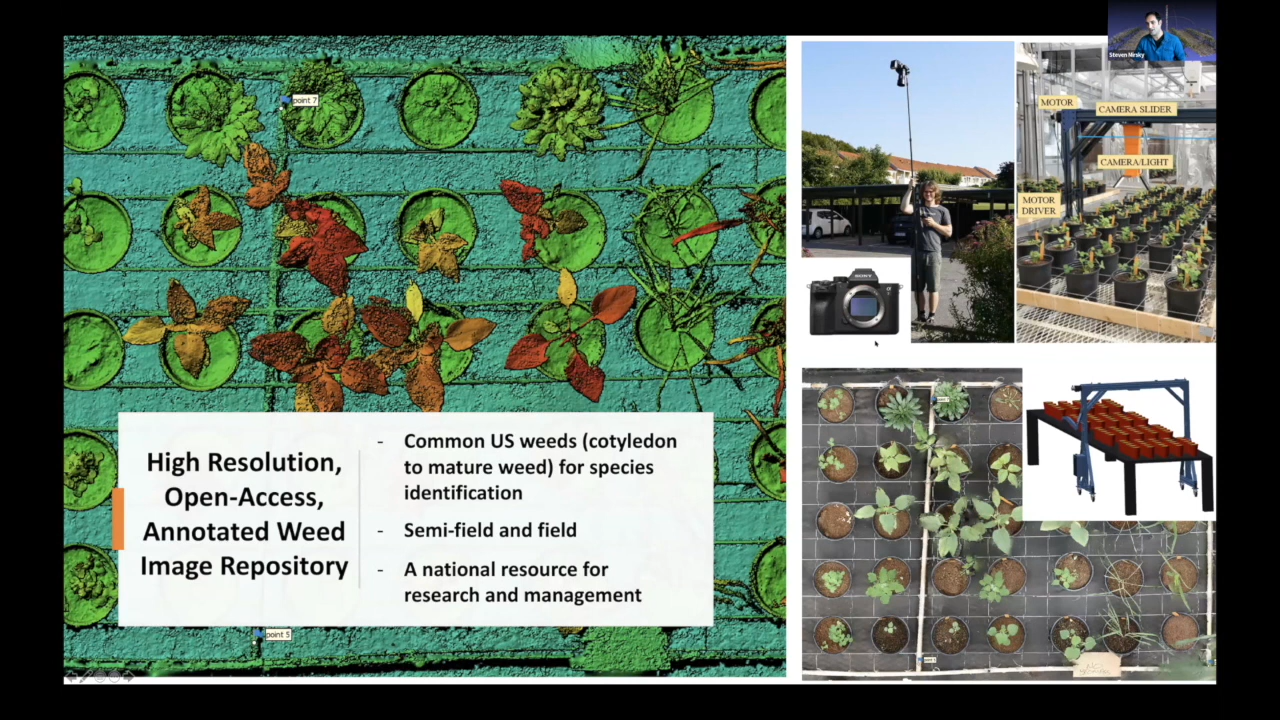 Steven Mirsky
point 7
MOTOR
CAMERA SLIDER
CAMERA/LIGHT
MOTOR
DRIVER
SONY
High Resolution,
Open-Access,
Annotated Weed
Image Repository
- Common US weeds (cotyledon
to mature weed) for species
identification
- Semi-field and field
- A national resource for
research and management
point 5